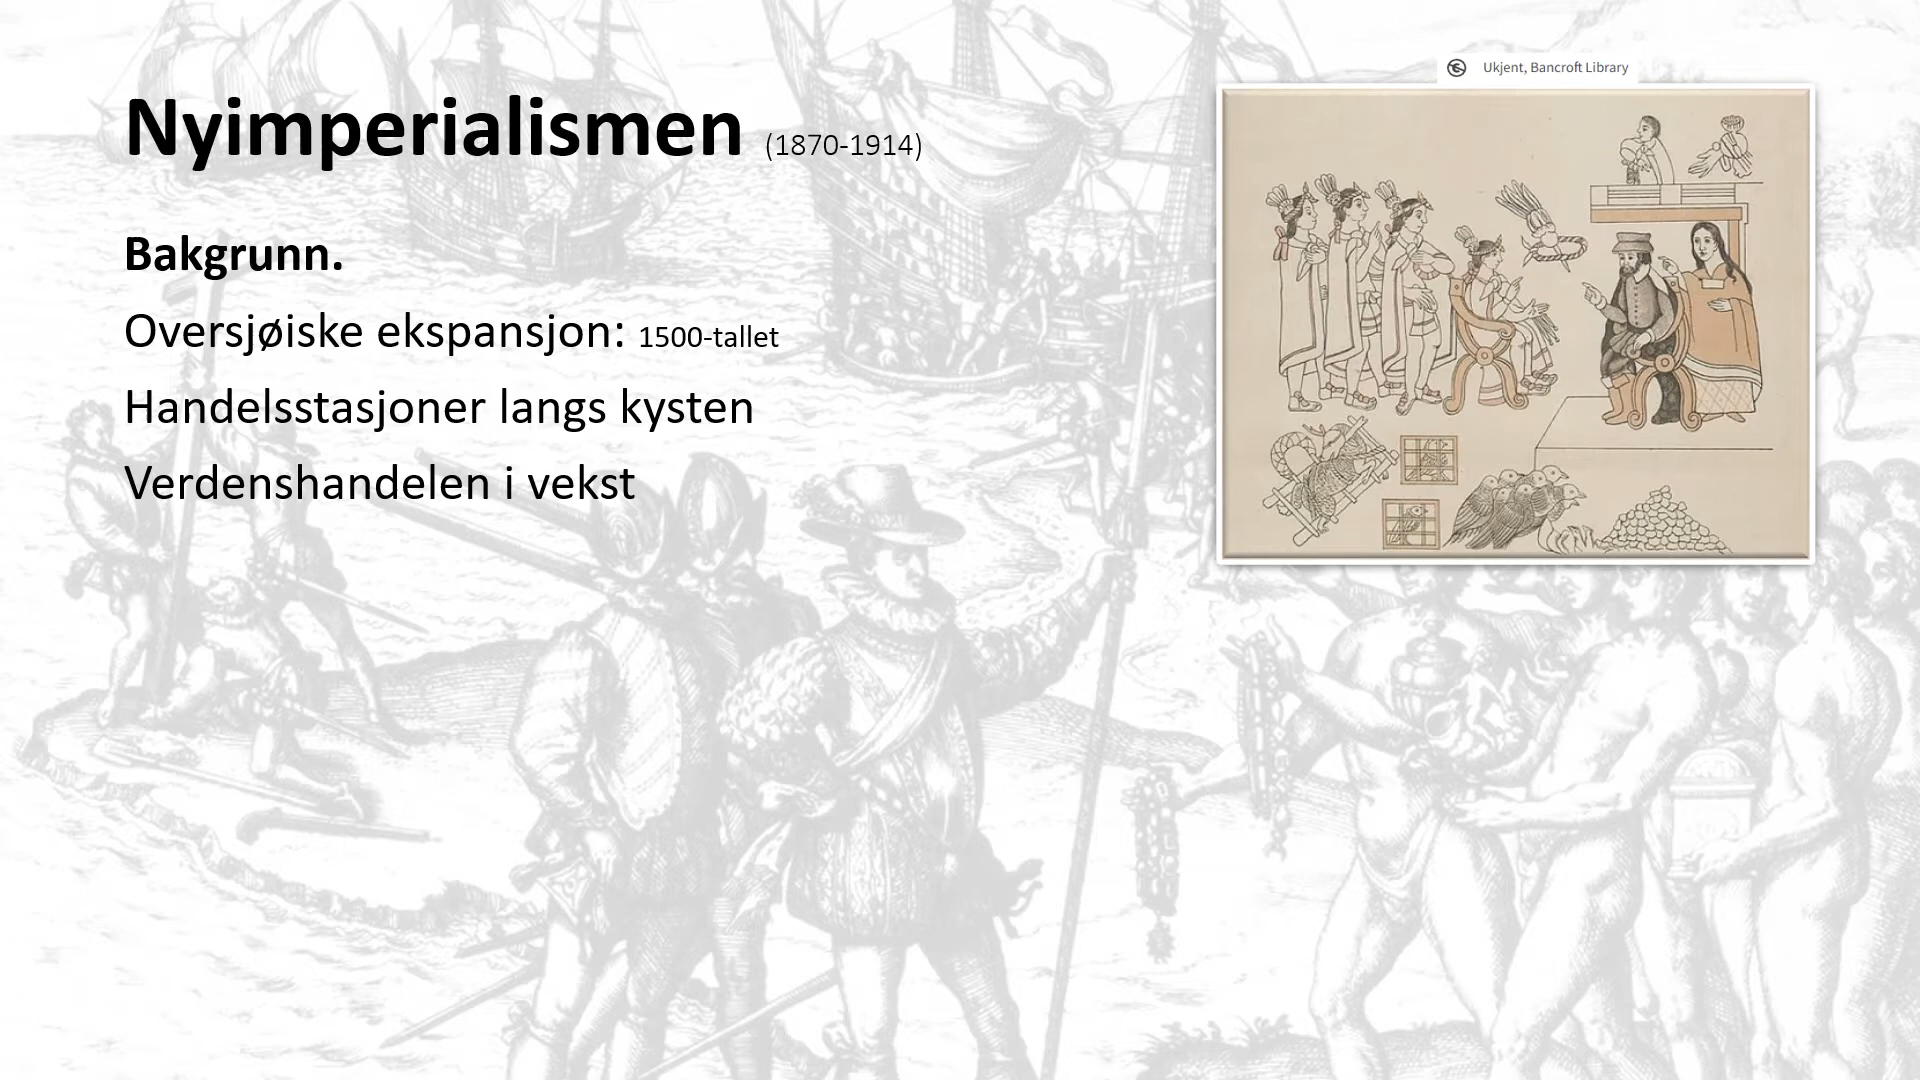 Ukjent, Bancroft Library
Nyimperialismen (1870-1914)
Bakgrunn.
Oversjøiske ekspansjon: 1500-tallet
Handelsstasjoner langs kysten
Verdenshandelen i vekst